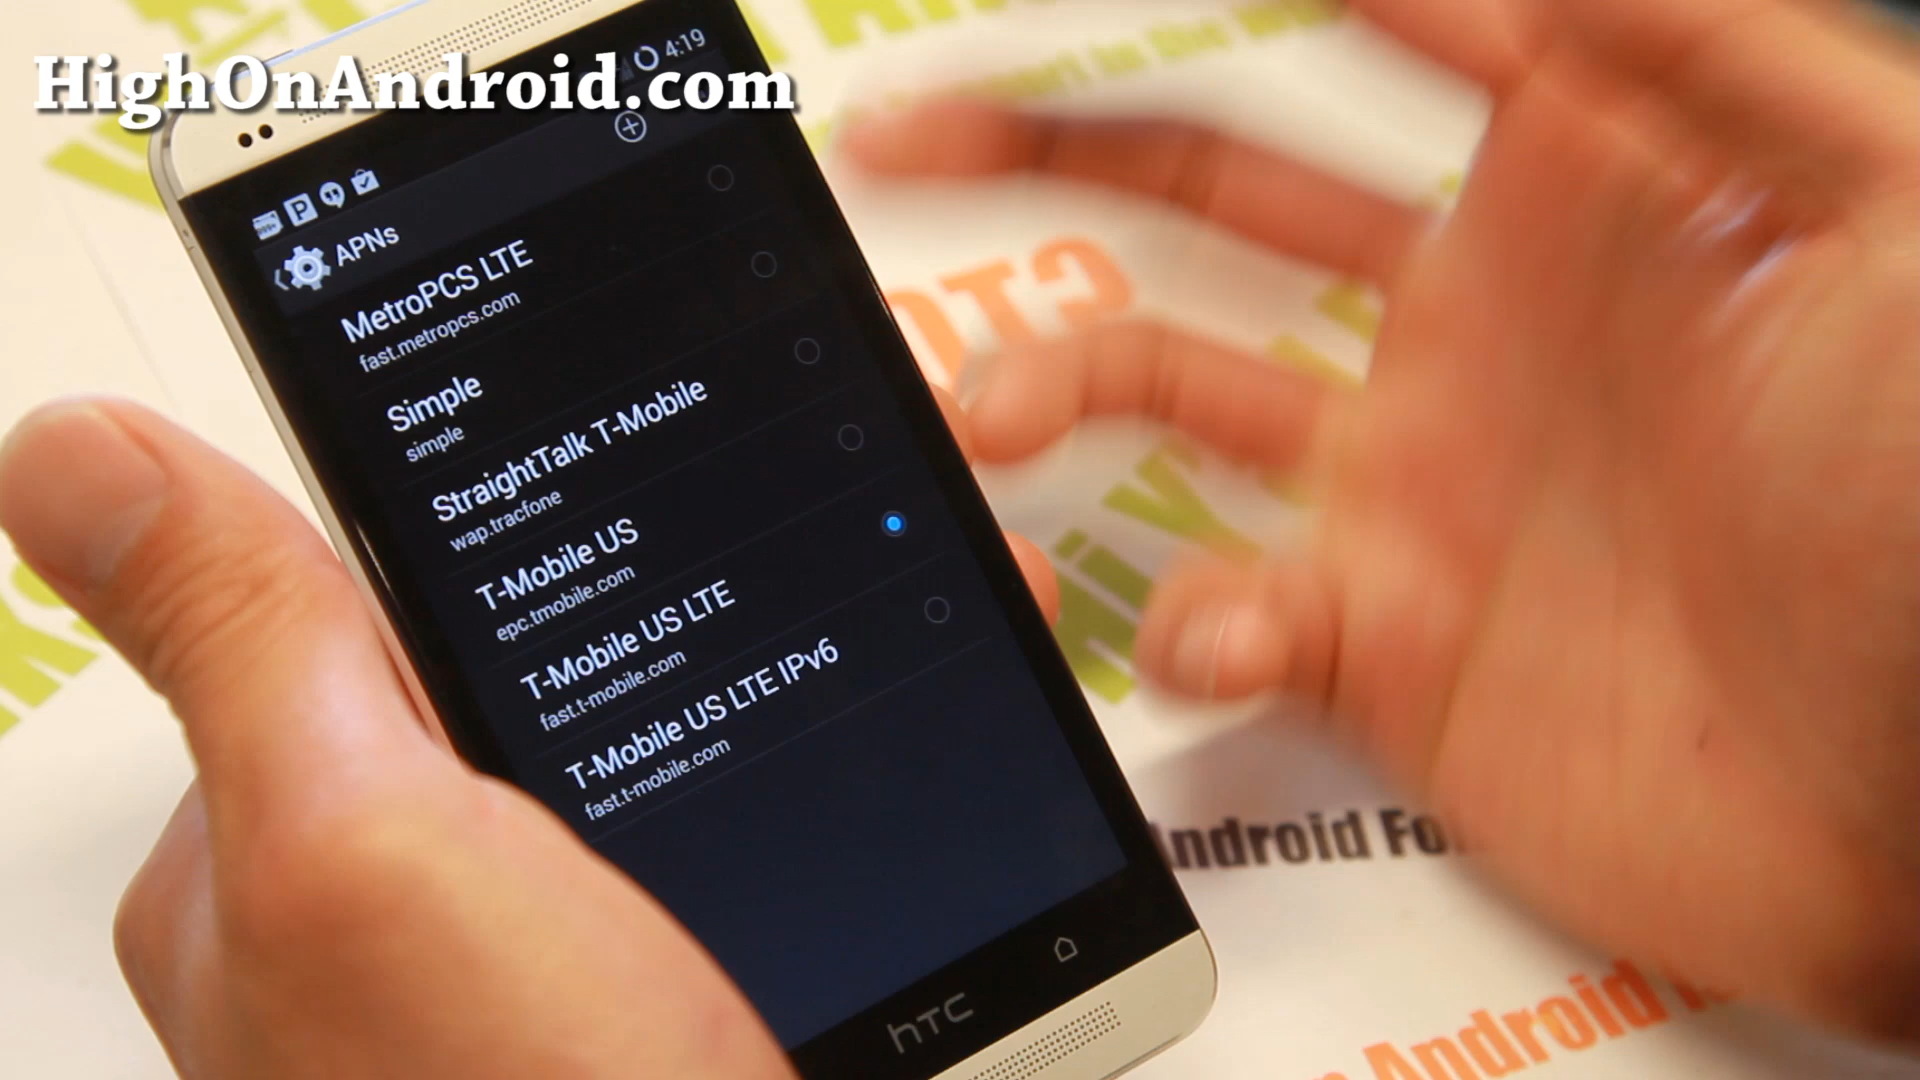 HighOnAndroid.com
4:19
APNs
MetroPCS LTE
fast.metropcs.com
Simple
simple
StraightTalk T-Mobile
wap.tracfone
T-Mobile US
epc.tmobile.com
T-Mobile US LTE
fast.t-mobile.com
T-Mobile US LTE IPv6
fast.t-mobile.com
hTC
Android
Android